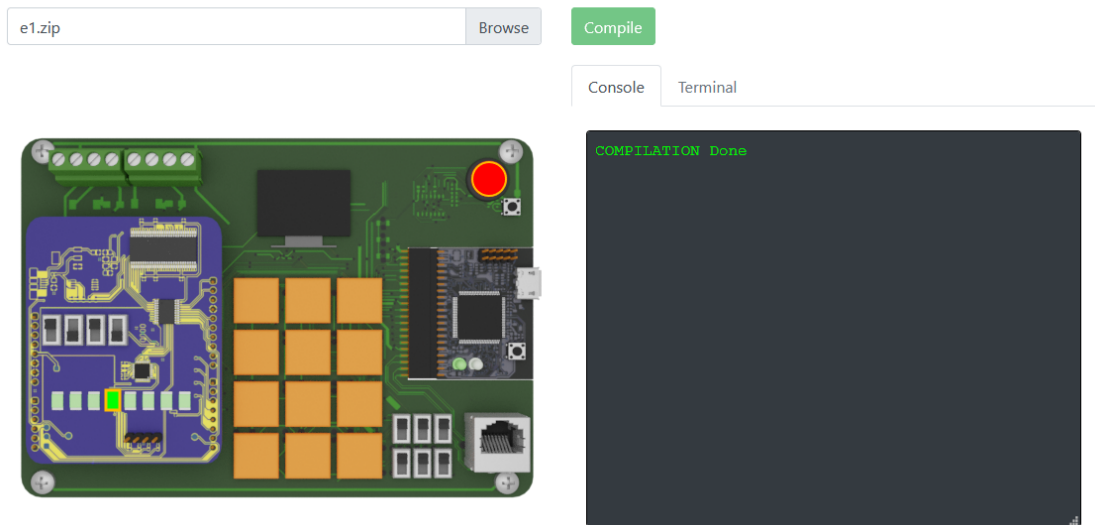 e1.zip
Browse
Compile
Console
Terminal
COMPILATION Done